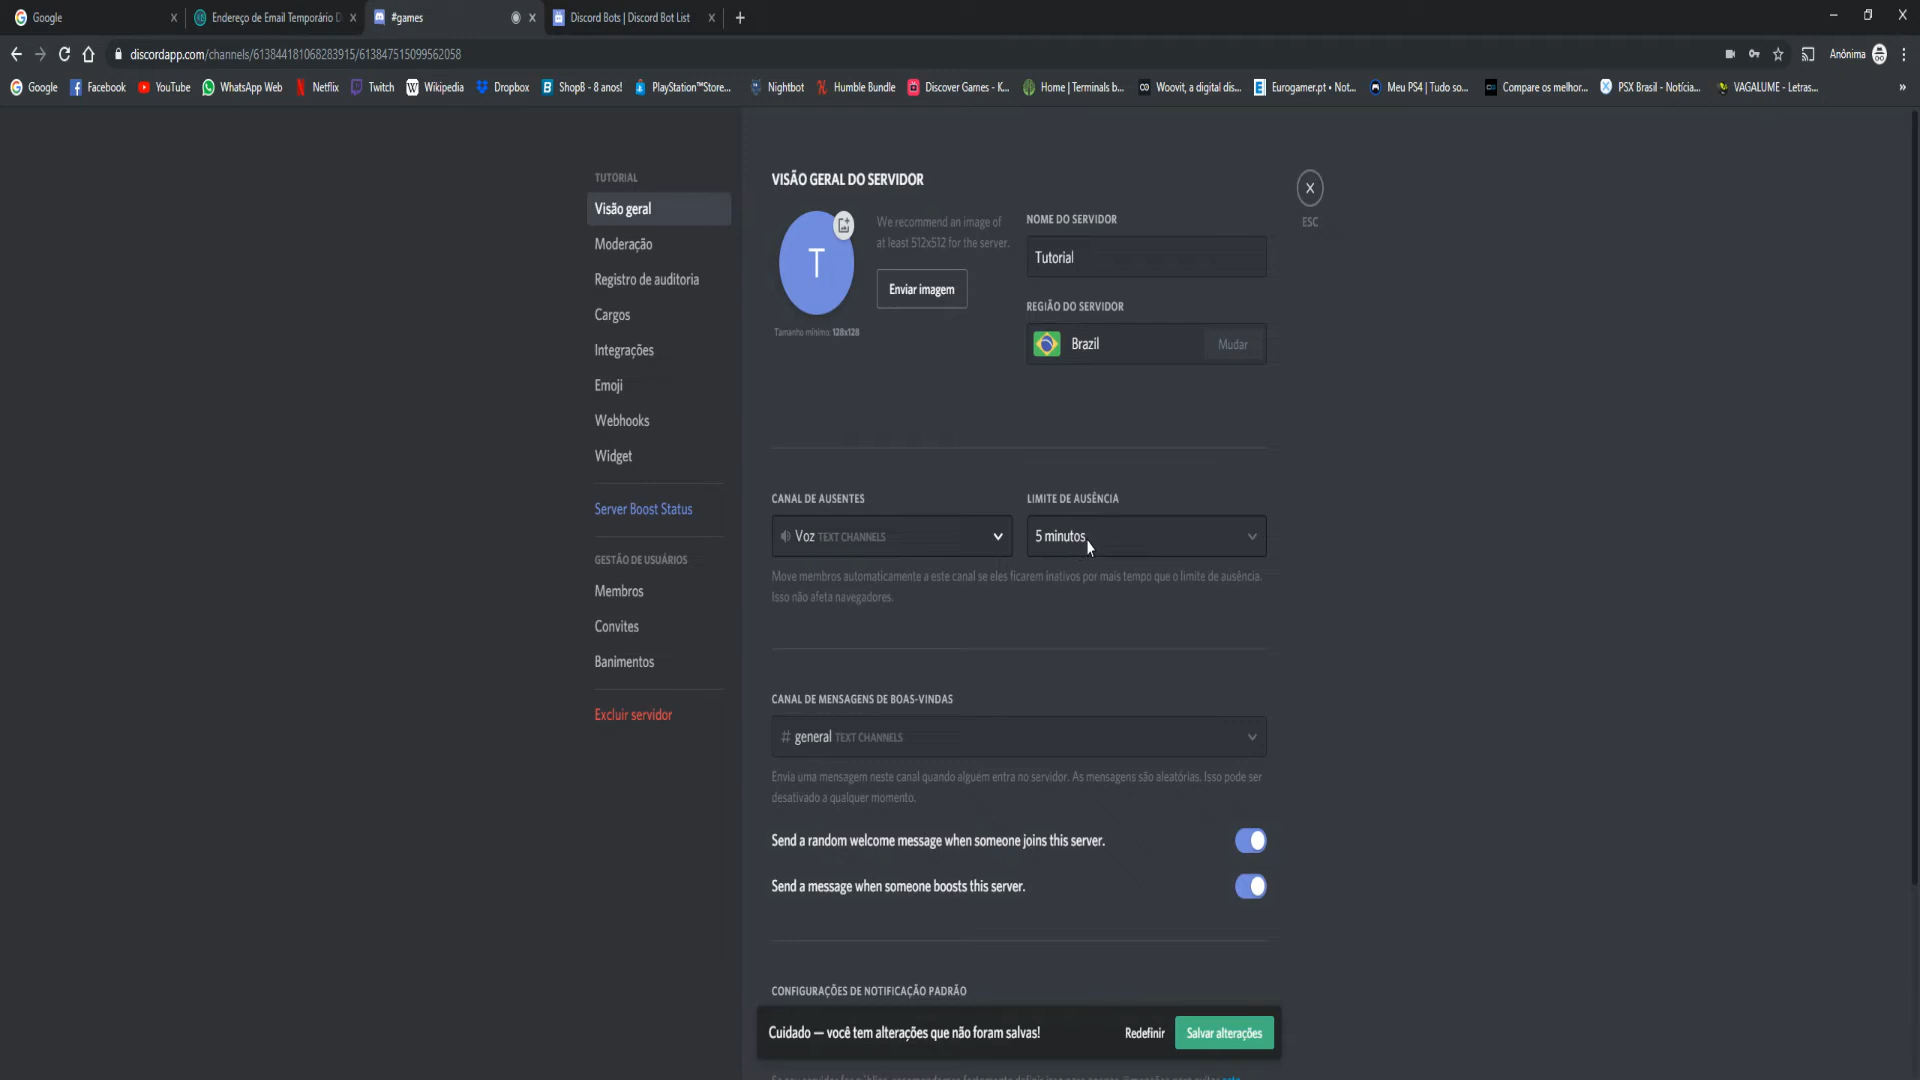 Google
Endereço de Email Temporário D
#games
Discord Bots | Discord Bot List
discordapp.com/channels/613844181068283915/613847515099562058
Anônima
Google
Facebook
YouTube
WhatsApp Web
Netflix
Twitch
Wikipedia
Dropbox
ShopB - 8 anos!
PlayStation™Store...
Nightbot
Humble Bundle
Discover Games - K...
Home | Terminals b...
Woovit, a digital dis...
Eurogamer.pt • Not...
Meu PS4 | Tudo so...
Compare os melhor...
PSX Brasil - Notícia...
VAGALUME - Letras...
»
TUTORIAL
Visão geral
Moderação
Registro de auditoria
Cargos
Integrações
Emoji
Webhooks
Widget
Server Boost Status
GESTÃO DE USUÁRIOS
Membros
Convites
Banimentos
Excluir servidor
VISÃO GERAL DO SERVIDOR
T
Tamanho mínimo: 128x128
We recommend an image of
at least 512x512 for the server.
Enviar imagem
NOME DO SERVIDOR
Tutorial
REGIÃO DO SERVIDOR
Brazil
Mudar
ESC
CANAL DE AUSENTES
Voz TEXT CHANNELS
LIMITE DE AUSÊNCIA
5 minutos
Move membros automaticamente a este canal se eles ficarem inativos por mais tempo que o limite de ausência.
Isso não afeta navegadores.
CANAL DE MENSAGENS DE BOAS-VINDAS
# general TEXT CHANNELS
Envia uma mensagem neste canal quando alguém entra no servidor. As mensagens são aleatórias. Isso pode ser
desativado a qualquer momento.
Send a random welcome message when someone joins this server.
Send a message when someone boosts this server.
CONFIGURAÇÕES DE NOTIFICAÇÃO PADRÃO
Cuidado — você tem alterações que não foram salvas!
Redefinir
Salvar alterações